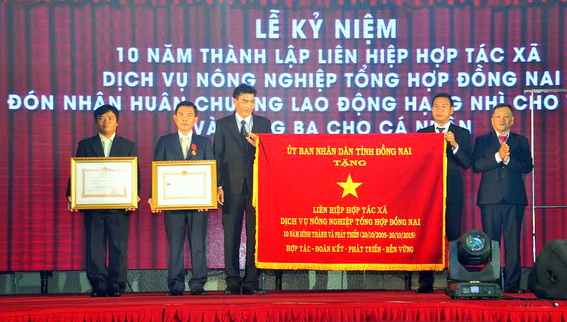 LỄ KỶ NIỆM
10 NĂM THÀNH LẬP LIÊN HIỆP HỢP TÁC XÃ
DỊCH VỤ NÔNG NGHIỆP TỔNG HỢP ĐỒNG NAI
ĐÓN NHẬN HUÂN CHƯƠNG LAO ĐỘNG HẠNG NHÌ CHO
BA CHO CÁ NHÂN
ỦY BAN NHÂN DÂN TỈNH ĐỒNG NAI
TẶNG
LIÊN HIỆP HỢP TÁC XÃ
DỊCH VỤ NÔNG NGHIỆP TỔNG HỢP ĐỒNG NAI
10 NĂM HÌNH THÀNH VÀ PHÁT TRIỂN (20/10/2005-20/10/2015)
HỢP TÁC - ĐOÀN KẾT - PHÁT TRIỂN - BỀN VỮNG